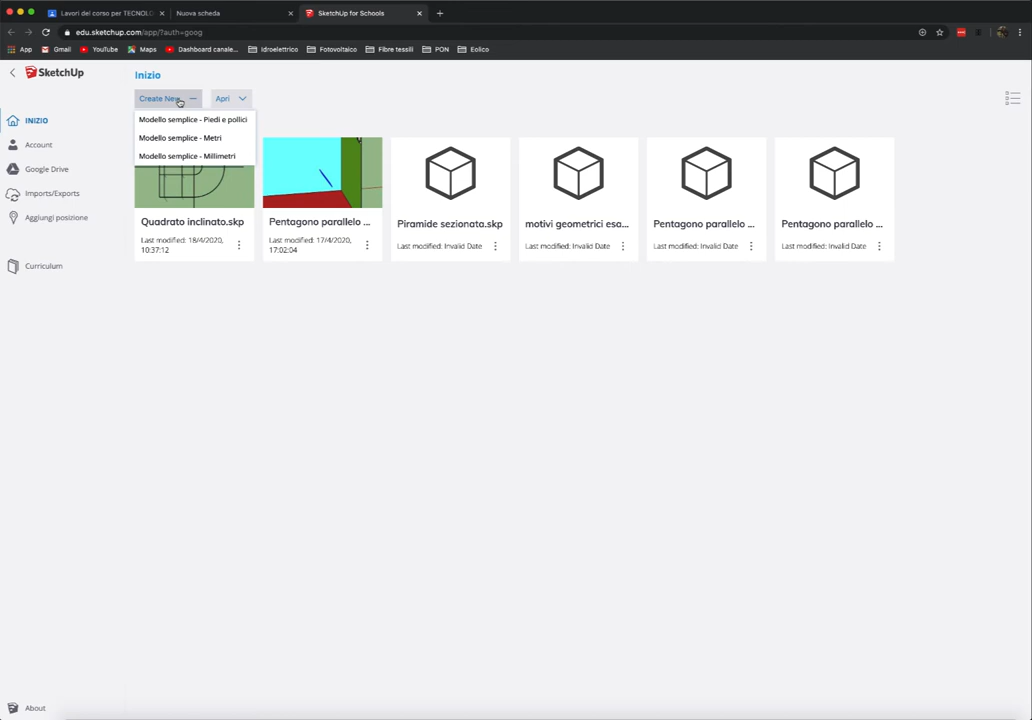 Lavori del corso per TECNOLO
Nuova scheda
SketchUp for Schools
edu.sketchup.com/app/?auth=goog
App
Gmail
YouTube
Maps
Dashboard canale...
Idroelettrico
Fotovoltaico
Fibre tessili
PON
Eolico
SketchUp
Inizio
Create New
Apri
INIZIO
Account
Google Drive
Imports/Exports
Aggiungi posizione
Curriculum
Modello semplice - Piedi e pollici
Modello semplice - Metri
Modello semplice - Millimetri
Quadrato inclinato.skp
Last modified: 18/4/2020,
10:37:12
Pentagono parallelo ...
Last modified: 17/4/2020,
17:02:04
Piramide sezionata.skp
Last modified: Invalid Date
motivi geometrici esa...
Last modified: Invalid Date
Pentagono parallelo ...
Last modified: Invalid Date
Pentagono parallelo ...
Last modified: Invalid Date
About